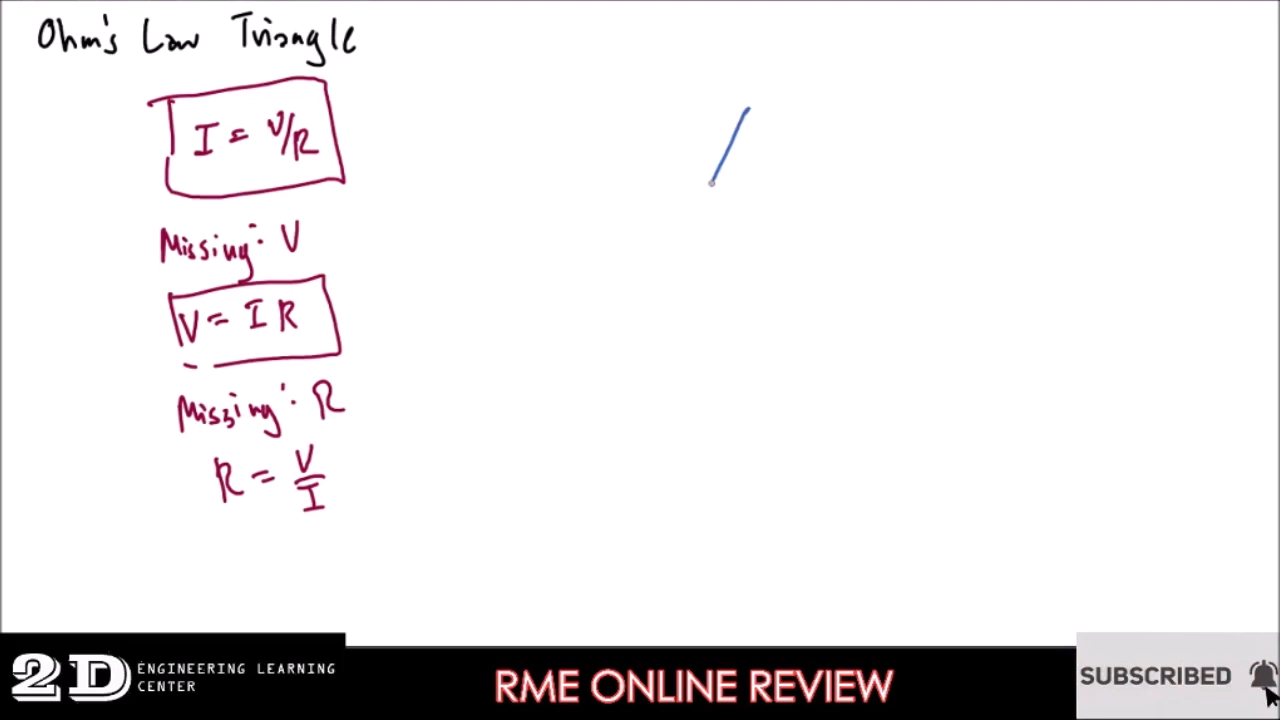 Ohm's Law Triangle
I = V/R
Missing: V
V = I R
Missing: R
R = V/I
2D ENGINEERING LEARNING
CENTER
RME ONLINE REVIEW
SUBSCRIBED